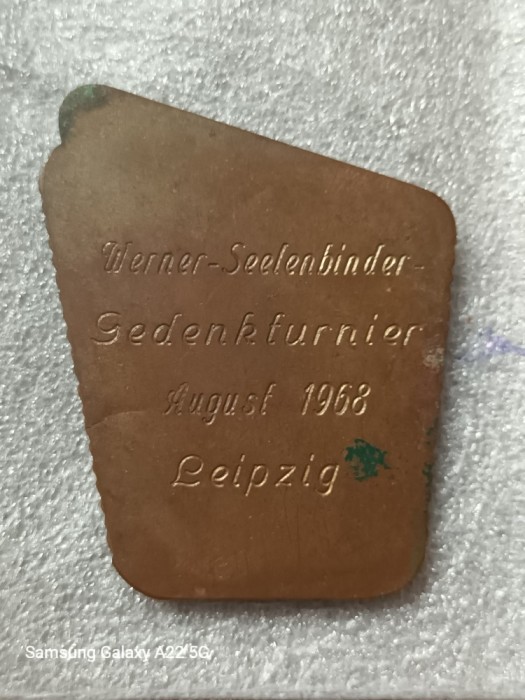 Werner-Seelenbinder-
Gedenkturnier
August 1968
Leipzig
Samsung Galaxy A22 5G